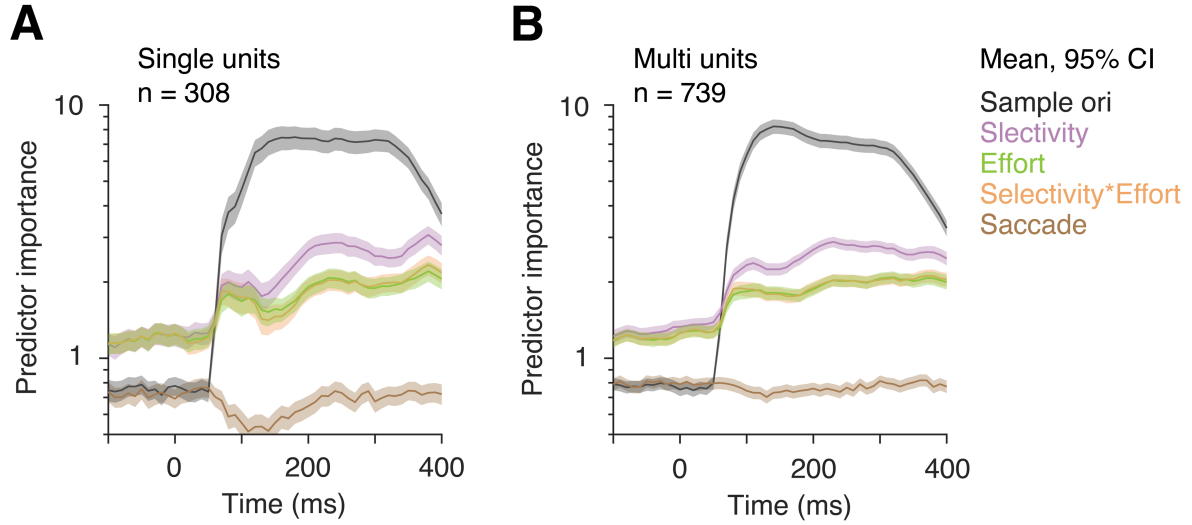 A
Single units
n = 308
10
1
Predictor importance
0
200
400
Time (ms)
B
Multi units
n = 739
10
1
Predictor importance
0
200
400
Time (ms)
Mean, 95% CI
Sample ori
Slectivity
Effort
Selectivity*Effort
Saccade